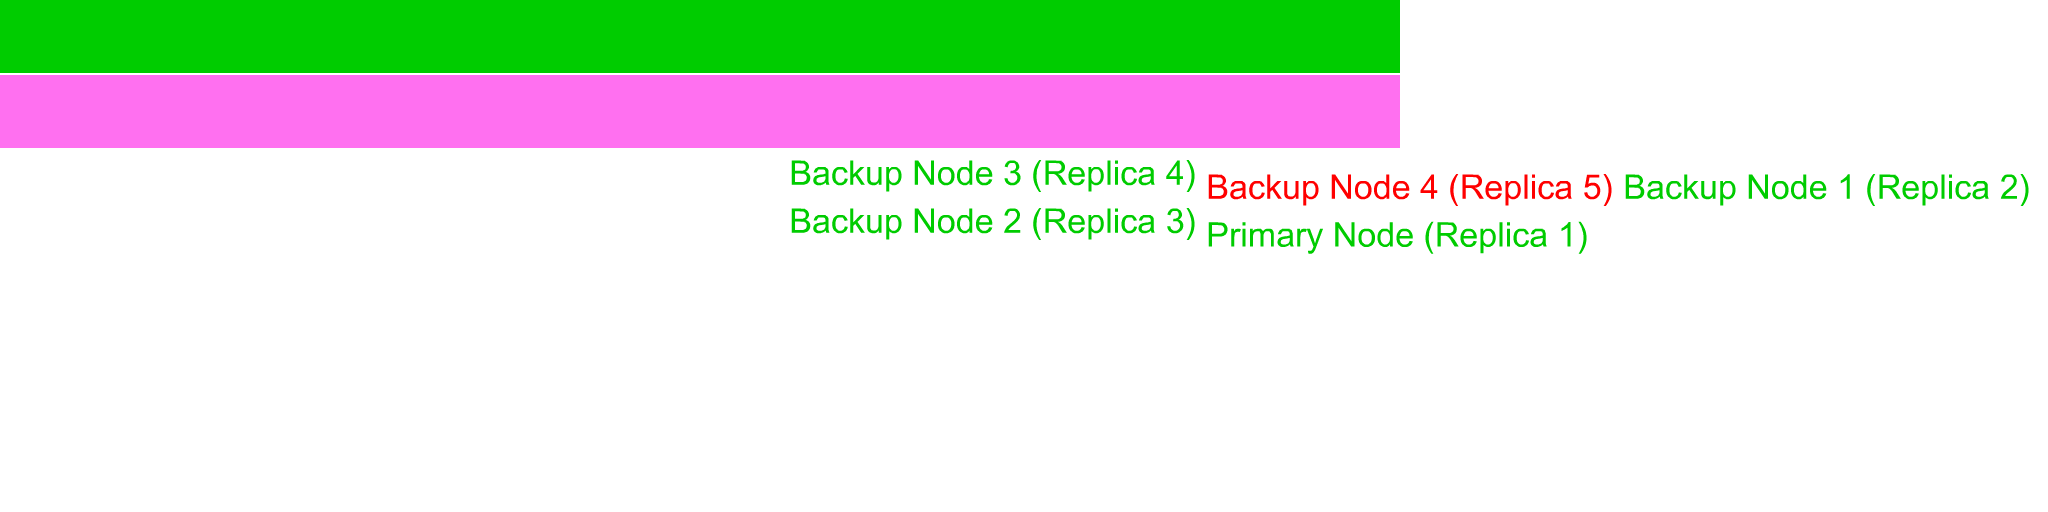 Backup Node 3 (Replica 4)
Backup Node 4 (Replica 5)
Backup Node 1 (Replica 2)
Backup Node 2 (Replica 3)
Primary Node (Replica 1)